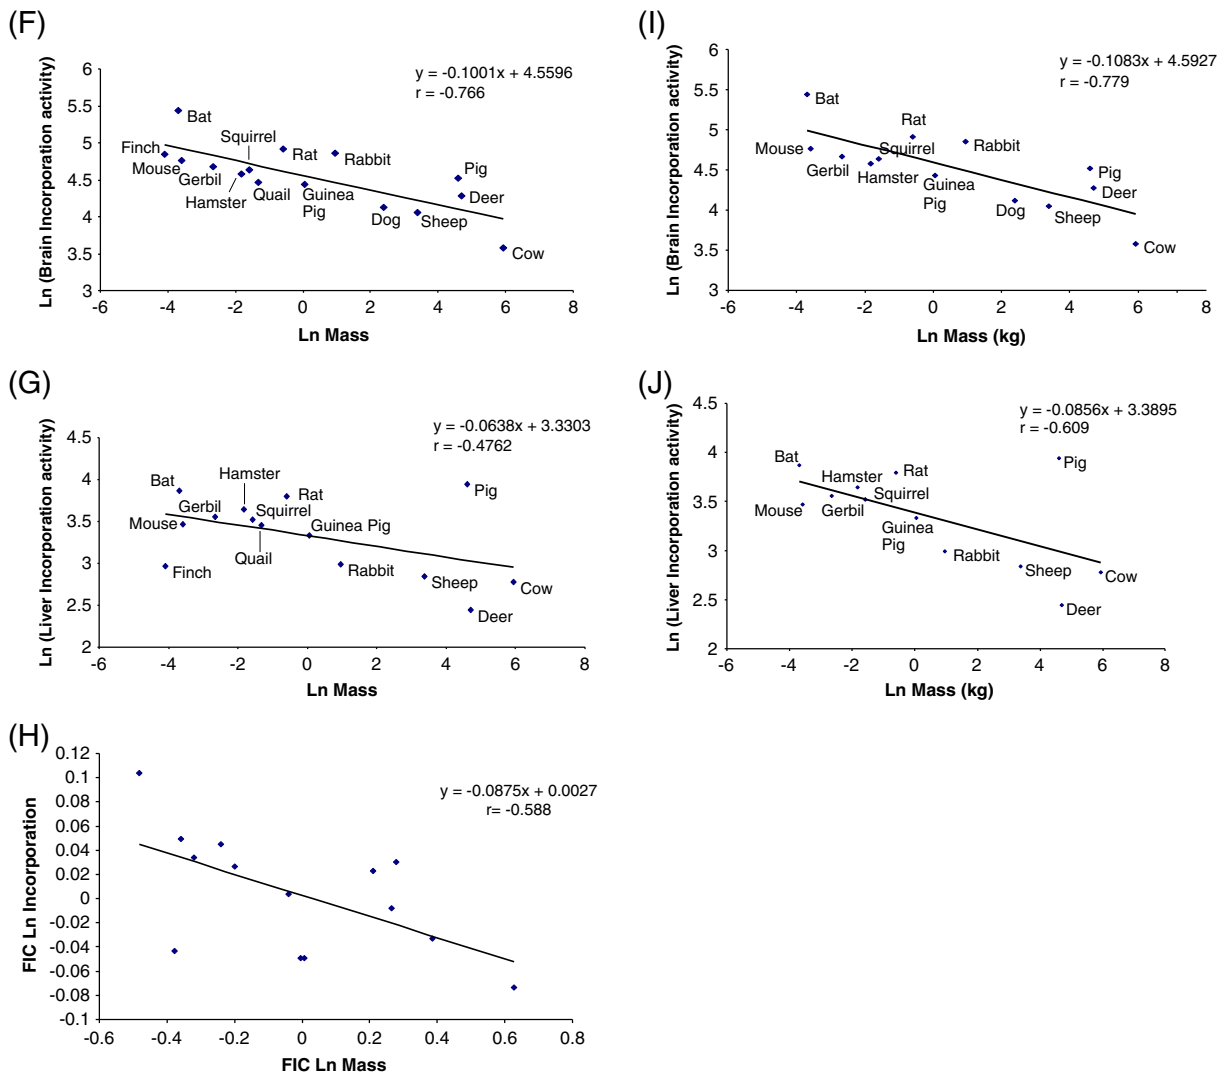 (F)
Ln (Brain Incorporation activity)
6
5.5
5
4.5
4
3.5
3
-6
-4
-2
0
2
4
6
8
Ln Mass
y = -0.1001x + 4.5596
r = -0.766
Bat
Squirrel
Finch
Rat
Rabbit
Mouse
Pig
Gerbil
Hamster
Quail
Guinea
Pig
Deer
Dog
Sheep
Cow
(I)
Ln (Brain Incorporation activity)
6
5.5
5
4.5
4
3.5
3
-6
-4
-2
0
2
4
6
8
Ln Mass (kg)
y = -0.1083x + 4.5927
r = -0.779
Bat
Rat
Mouse
Squirrel
Rabbit
Gerbil
Hamster
Pig
Guinea
Pig
Deer
Dog
Sheep
Cow
(G)
Ln (Liver Incorporation activity)
4.5
4
3.5
3
2.5
2
-6
-4
-2
0
2
4
6
8
Ln Mass
y = -0.0638x + 3.3303
r = -0.4762
Hamster
Bat
Rat
Pig
Gerbil
Squirrel
Mouse
Guinea Pig
Quail
Finch
Rabbit
Sheep
Cow
Deer
(J)
Ln (Liver Incorporation activity)
4.5
4
3.5
3
2.5
2
-6
-4
-2
0
2
4
6
8
Ln Mass (kg)
y = -0.0856x + 3.3895
r = -0.609
Bat
Pig
Hamster
Rat
Squirrel
Mouse
Gerbil
Guinea
Pig
Rabbit
Sheep
Cow
Deer
(H)
FIC Ln Incorporation
0.12
0.1
0.08
0.06
0.04
0.02
0
-0.02
-0.04
-0.06
-0.08
-0.1
-0.6
-0.4
-0.2
0
0.2
0.4
0.6
0.8
FIC Ln Mass
y = -0.0875x + 0.0027
r= -0.588